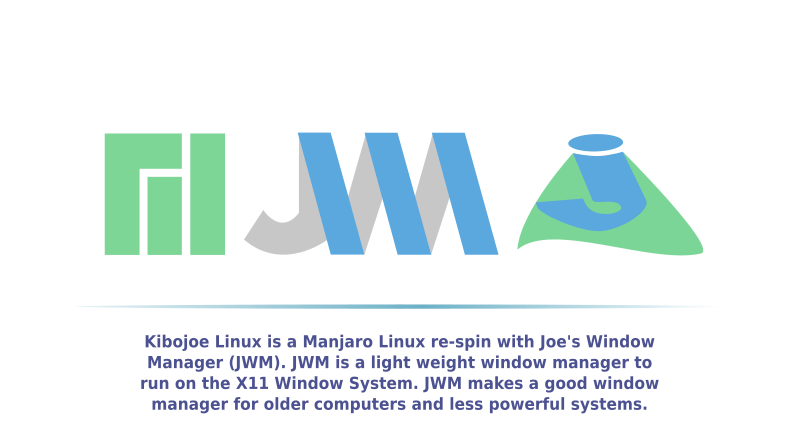 JWM
Kibojoe Linux is a Manjaro Linux re-spin with Joe's Window
Manager (JWM). JWM is a light weight window manager to
run on the X11 Window System. JWM makes a good window
manager for older computers and less powerful systems.